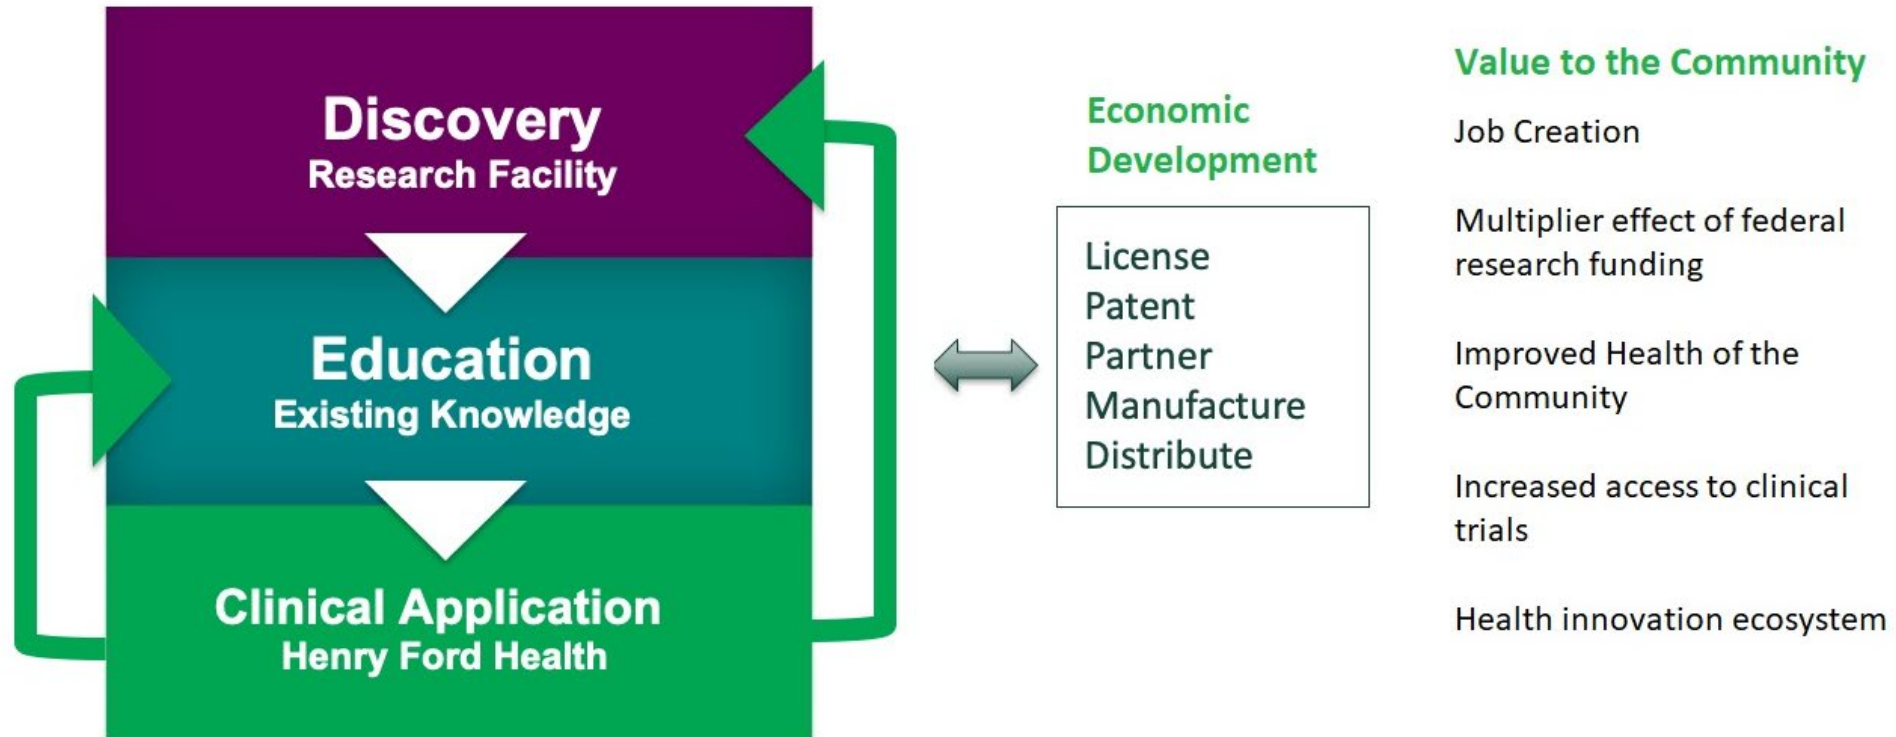 Discovery
Research Facility
Education
Existing Knowledge
Clinical Application
Henry Ford Health
Economic
Development
License
Patent
Partner
Manufacture
Distribute
Value to the Community
Job Creation
Multiplier effect of federal
research funding
Improved Health of the
Community
Increased access to clinical
trials
Health innovation ecosystem